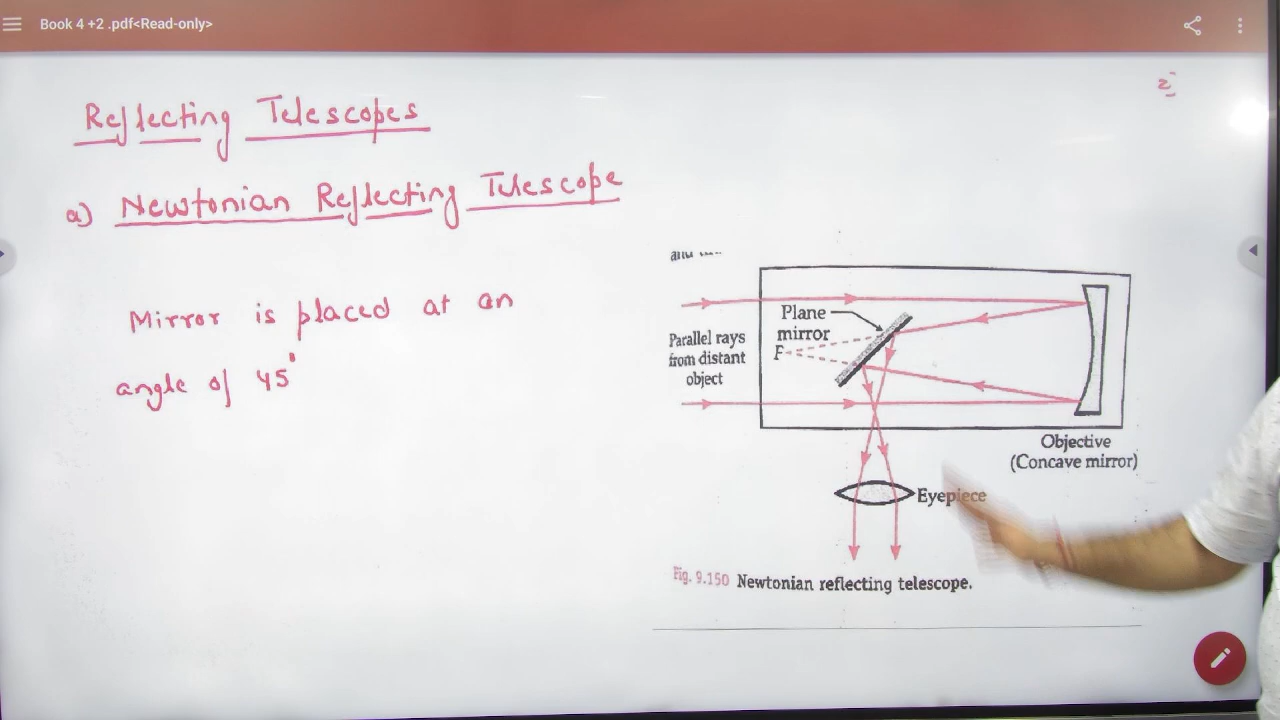 Book 4 +2 .pdf<Read-only>
Reflecting Telescopes
a) Newtonian Reflecting Telescope
Mirror is placed at an
angle of 45°
Plane
mirror
F
Parallel rays
from distant
object
Objective
(Concave mirror)
Eyepiece
Fig. 9.150 Newtonian reflecting telescope.